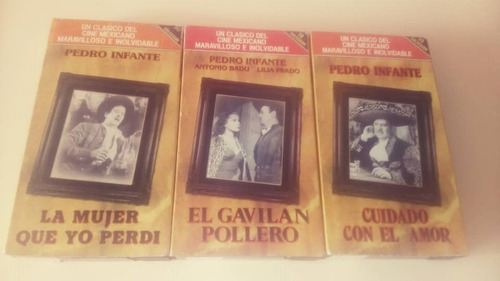 UN CLASICO DEL
CINE MEXICANO
MARAVILLOSO E INOLVIDABLE
PEDRO INFANTE
LA MUJER
QUE YO PERDI
UN CLASICO DEL
CINE MEXICANO
MARAVILLOSO E INOLVIDABLE
PEDRO INFANTE
ANTONIO BADU LILIA PRADO
EL GAVILAN
POLLERO
UN CLASICO DEL
CINE MEXICANO
MARAVILLOSO E INOLVIDABLE
PEDRO INFANTE
CUIDADO
CON EL AMOR